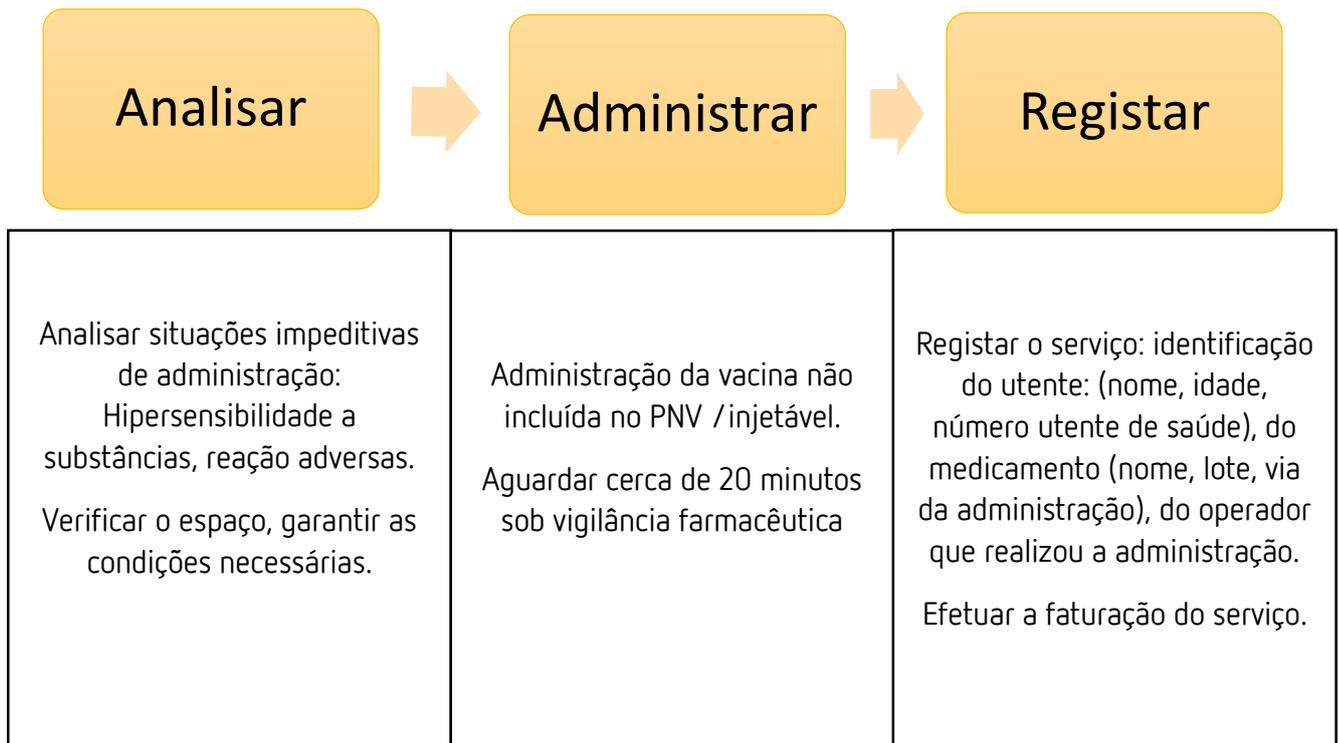 Analisar
Administrar
Registar
Analisar situações impeditivas
de administração:
Hipersensibilidade a
substâncias, reação adversas.
Verificar o espaço, garantir as
condições necessárias.
Administração da vacina não
incluída no PNV /injetável.
Aguardar cerca de 20 minutos
sob vigilância farmacêutica
Registar o serviço: identificação
do utente: (nome, idade,
número utente de saúde), do
medicamento (nome, lote, via
da administração), do operador
que realizou a administração.
Efetuar a faturação do serviço.